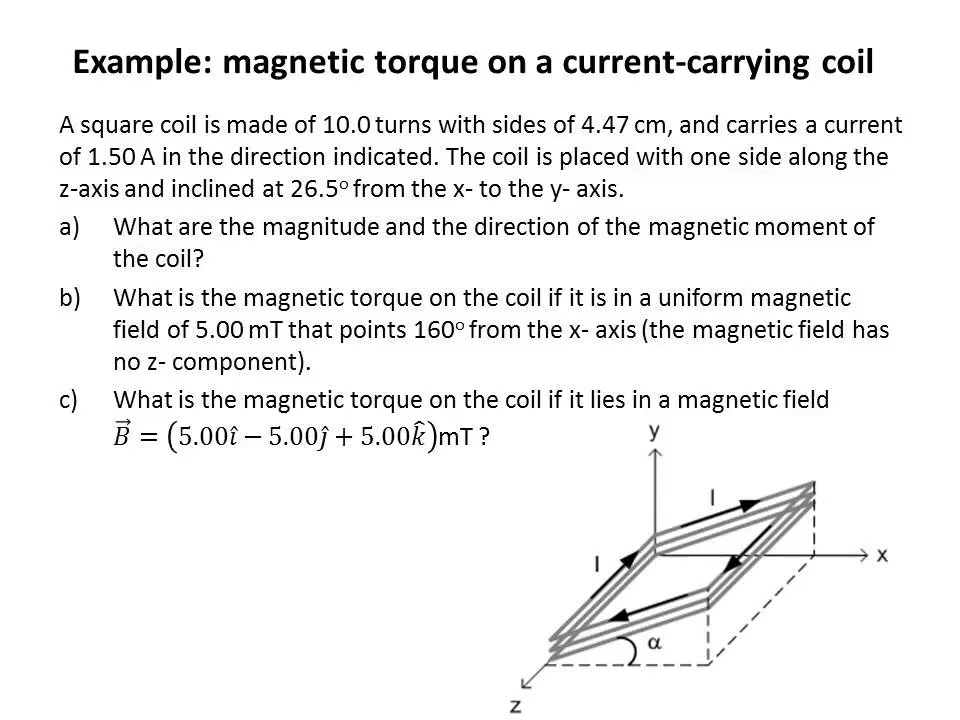 Example: magnetic torque on a current-carrying coil
A square coil is made of 10.0 turns with sides of 4.47 cm, and carries a current
of 1.50 A in the direction indicated. The coil is placed with one side along the
z-axis and inclined at 26.5° from the x- to the y- axis.
a) What are the magnitude and the direction of the magnetic moment of
the coil?
b) What is the magnetic torque on the coil if it is in a uniform magnetic
field of 5.00 mT that points 160° from the x- axis (the magnetic field has
no z- component).
c) What is the magnetic torque on the coil if it lies in a magnetic field
B⃗ = (5.00î − 5.00ĵ + 5.00k̂)mT ?
y
I
x
I
α
z